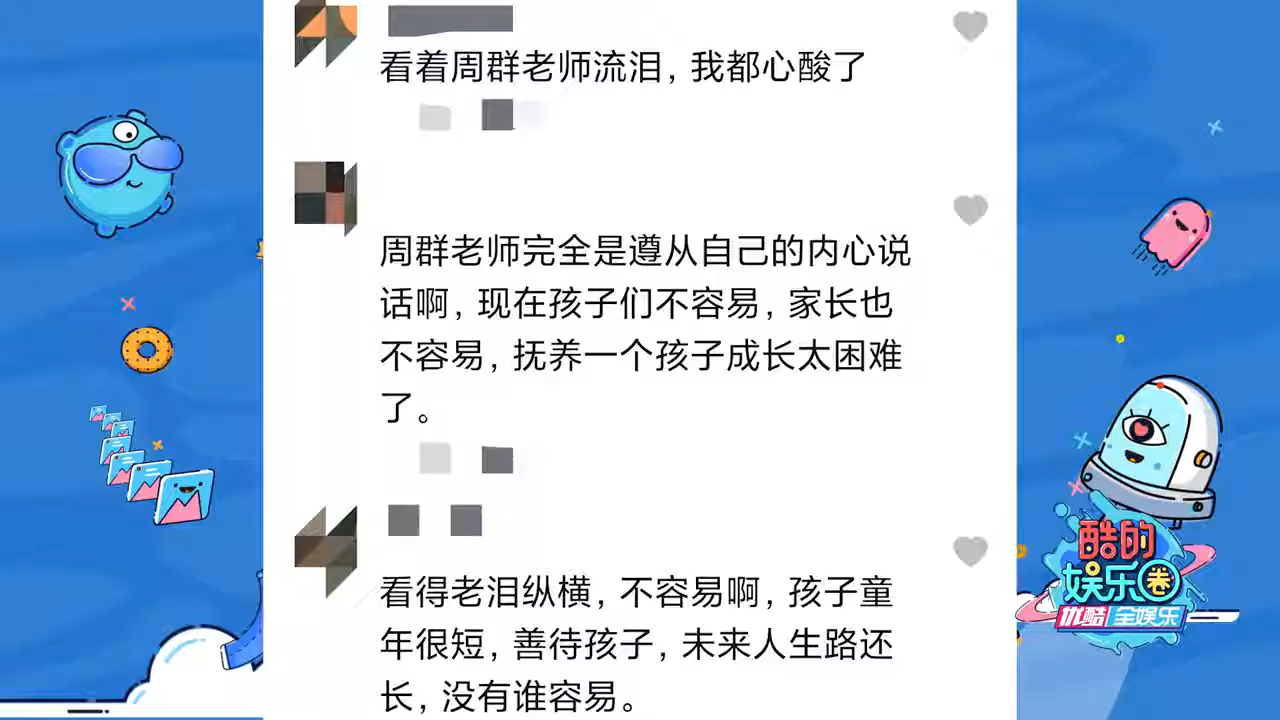 看着周群老师流泪，我都心酸了
周群老师完全是遵从自己的内心说
话啊，现在孩子们不容易，家长也
不容易，抚养一个孩子成长太困难
了。
看得老泪纵横，不容易啊，孩子童
年很短，善待孩子，未来人生路还
长，没有谁容易。
酷的
娱乐圈
优酷 全娱乐